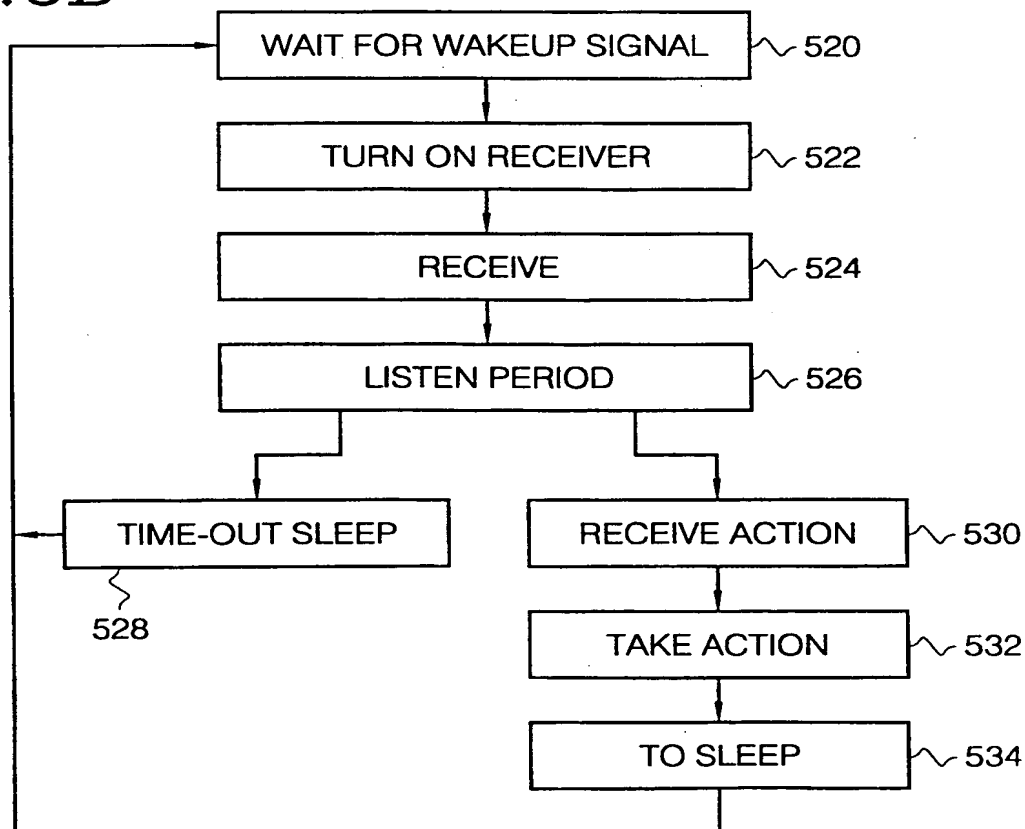 WAIT FOR WAKEUP SIGNAL 520
TURN ON RECEIVER 522
RECEIVE 524
LISTEN PERIOD 526
TIME-OUT SLEEP
528
RECEIVE ACTION 530
TAKE ACTION 532
TO SLEEP 534